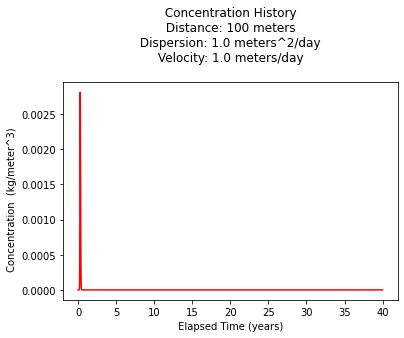 Concentration History
Distance: 100 meters
Dispersion: 1.0 meters^2/day
Velocity: 1.0 meters/day
Concentration  (kg/meter^3)
0.0025
0.0020
0.0015
0.0010
0.0005
0.0000
0 5 10 15 20 25 30 35 40
Elapsed Time (years)